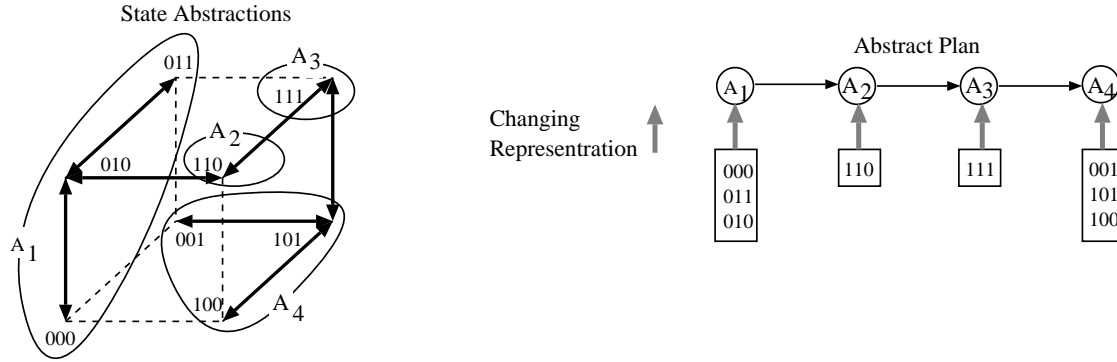 State Abstractions
A3
011
111
A2
010
110
A1
001
101
100
A4
000
Abstract Plan
A1
A2
A3
A4
Changing
Representration
000
011
010
110
111
001
101
100